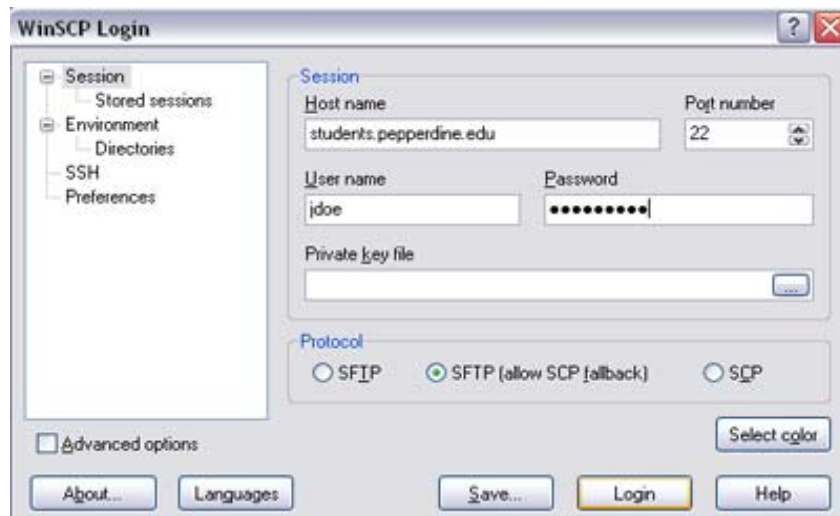 WinSCP Login
Session
Stored sessions
Environment
Directories
SSH
Preferences
Session
Host name
Port number
students.pepperdine.edu
22
User name
Password
jdoe
●●●●●●●●●
Private key file
...
Protocol
SFTP
SFTP (allow SCP fallback)
SCP
Advanced options
Select color
About...
Languages
Save...
Login
Help